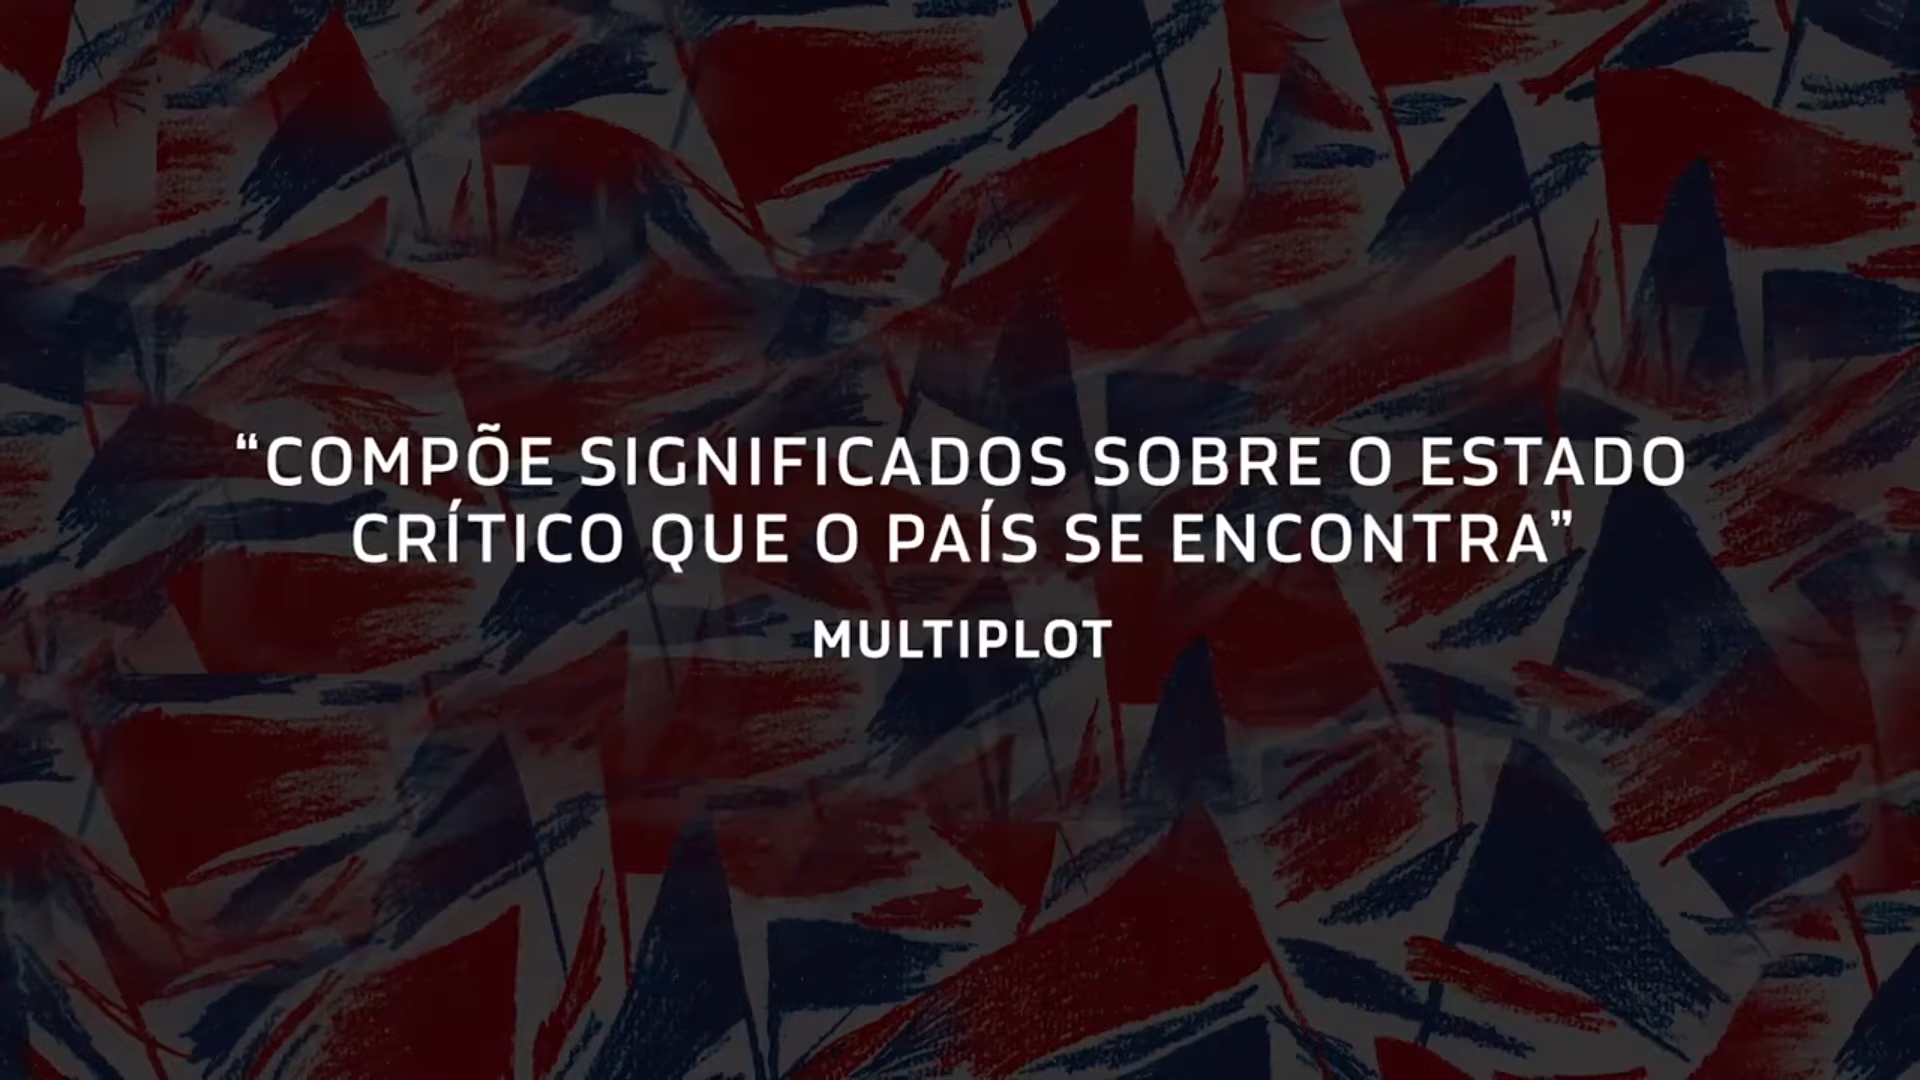 “COMPÕE SIGNIFICADOS SOBRE O ESTADO
CRÍTICO QUE O PAÍS SE ENCONTRA”
MULTIPLOT